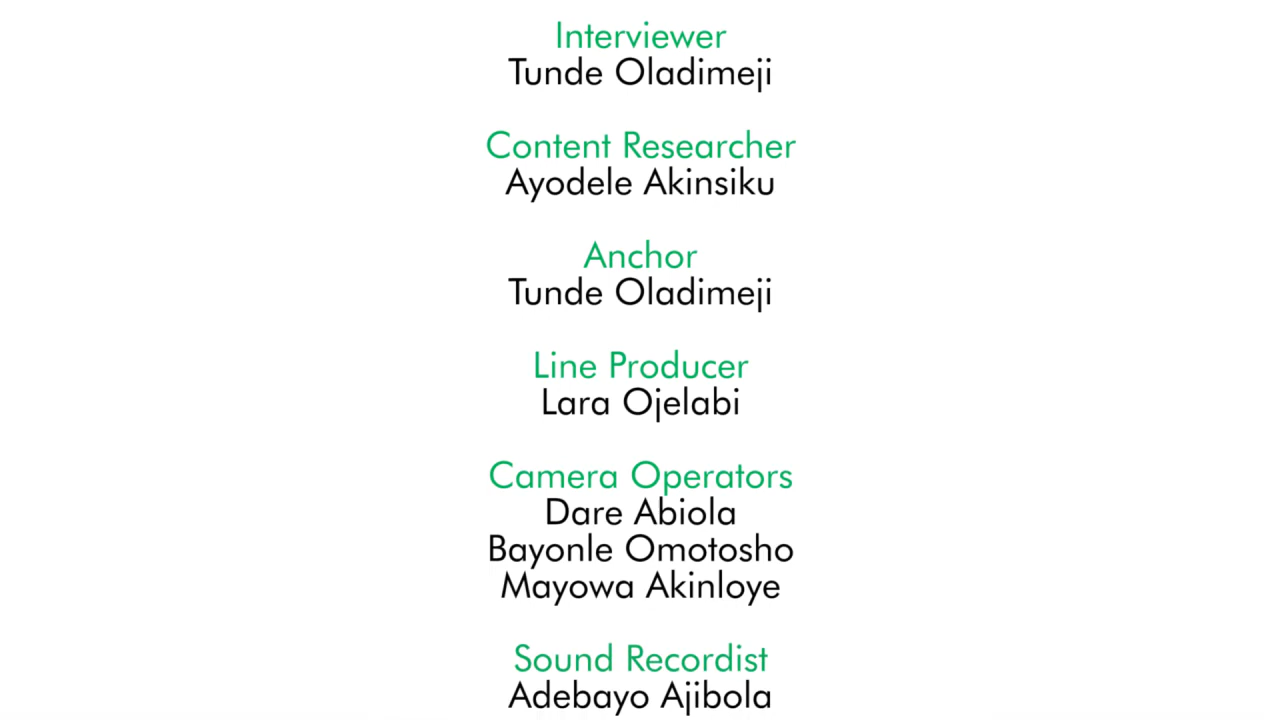 Interviewer
Tunde Oladimeji
Content Researcher
Ayodele Akinsiku
Anchor
Tunde Oladimeji
Line Producer
Lara Ojelabi
Camera Operators
Dare Abiola
Bayonle Omotosho
Mayowa Akinloye
Sound Recordist
Adebayo Ajibola